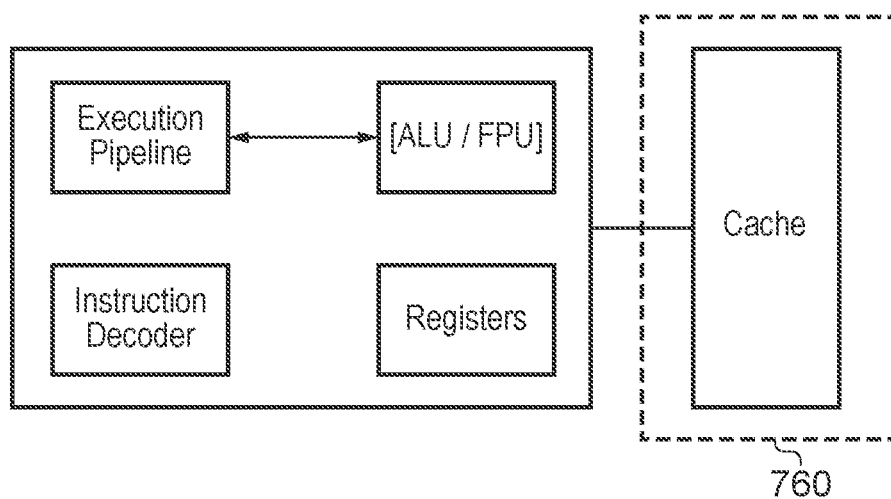 Execution
Pipeline
[ALU / FPU]
Cache
Instruction
Decoder
Registers
760